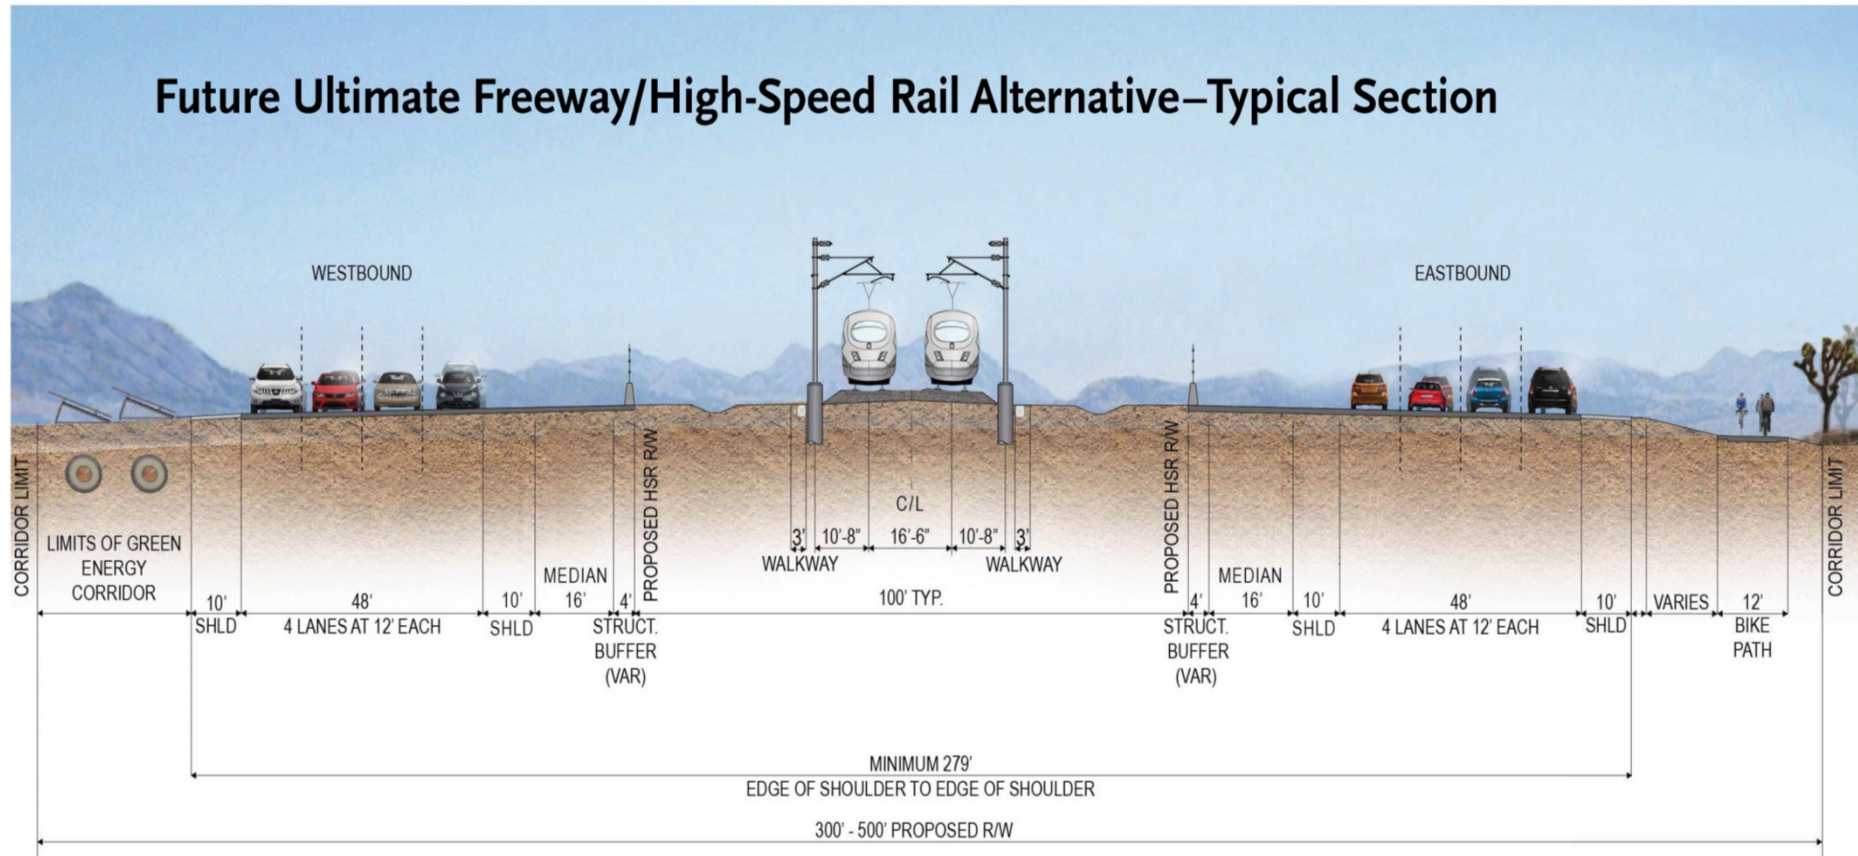 Future Ultimate Freeway/High-Speed Rail Alternative–Typical Section
WESTBOUND
EASTBOUND
CORRIDOR LIMIT
LIMITS OF GREEN
ENERGY
CORRIDOR
10'
SHLD
48'
4 LANES AT 12' EACH
10'
SHLD
MEDIAN
16'
4'
STRUCT.
BUFFER
(VAR)
PROPOSED HSR R/W
C/L
3'
WALKWAY
10'-8"
16'-6"
10'-8"
3'
WALKWAY
100' TYP.
PROPOSED HSR R/W
4'
STRUCT.
BUFFER
(VAR)
MEDIAN
16'
10'
SHLD
48'
4 LANES AT 12' EACH
10'
SHLD
VARIES
12'
BIKE
PATH
CORRIDOR LIMIT
MINIMUM 279'
EDGE OF SHOULDER TO EDGE OF SHOULDER
300' - 500' PROPOSED R/W